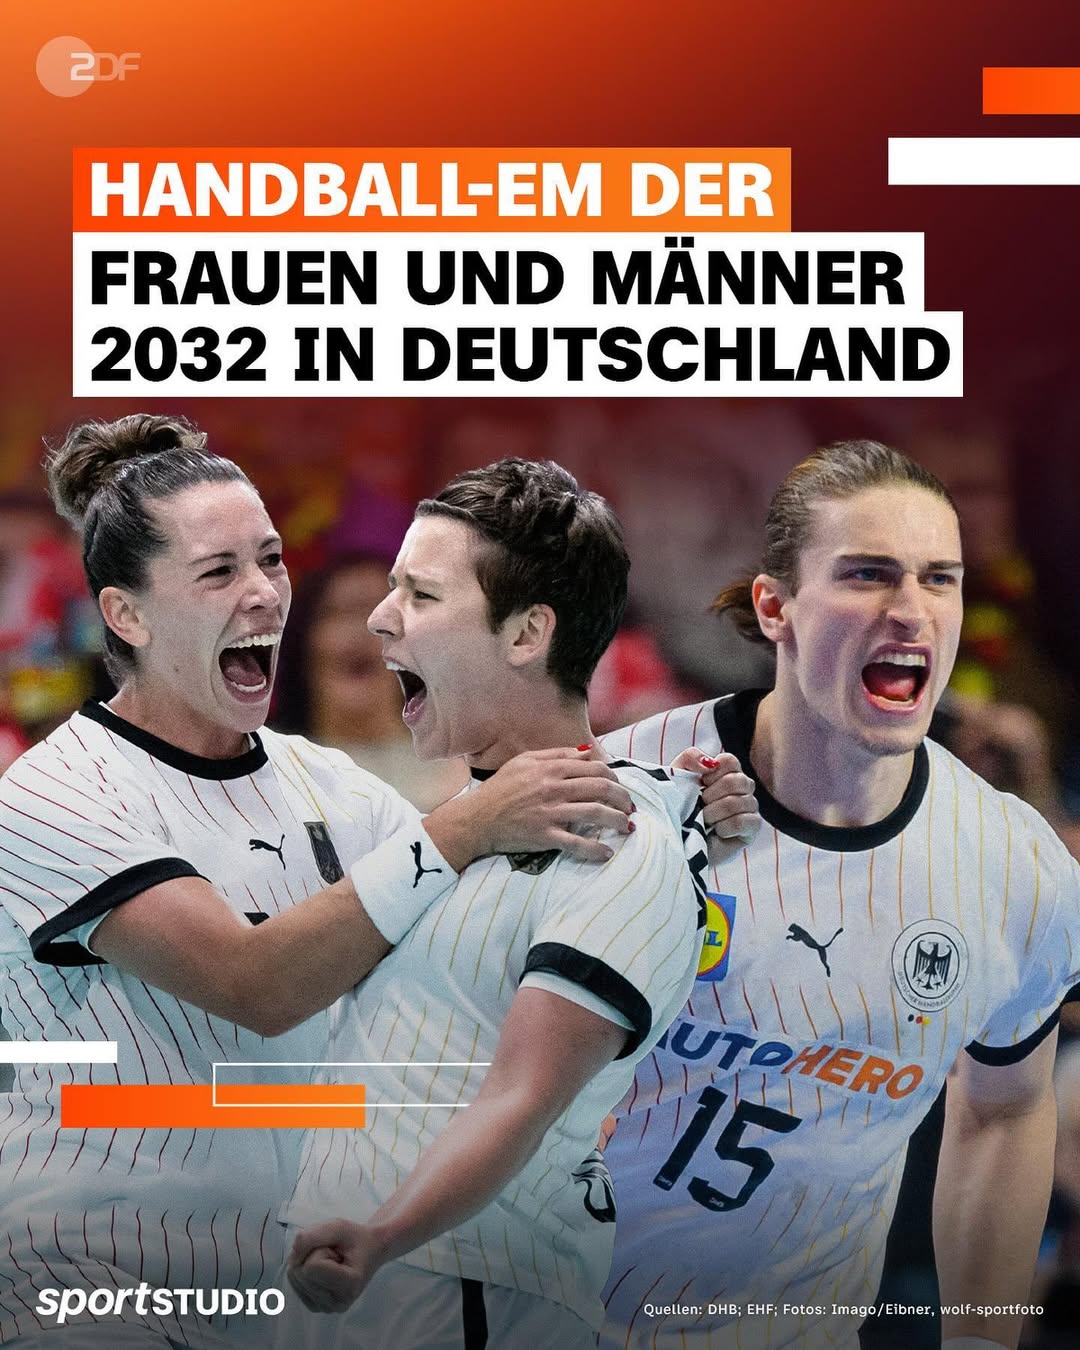 ZDF
HANDBALL-EM DER
FRAUEN UND MÄNNER
2032 IN DEUTSCHLAND
AUTOHERO
15
sportSTUDIO
Quellen: DHB; EHF; Fotos: Imago/Eibner, wolf-sportfoto